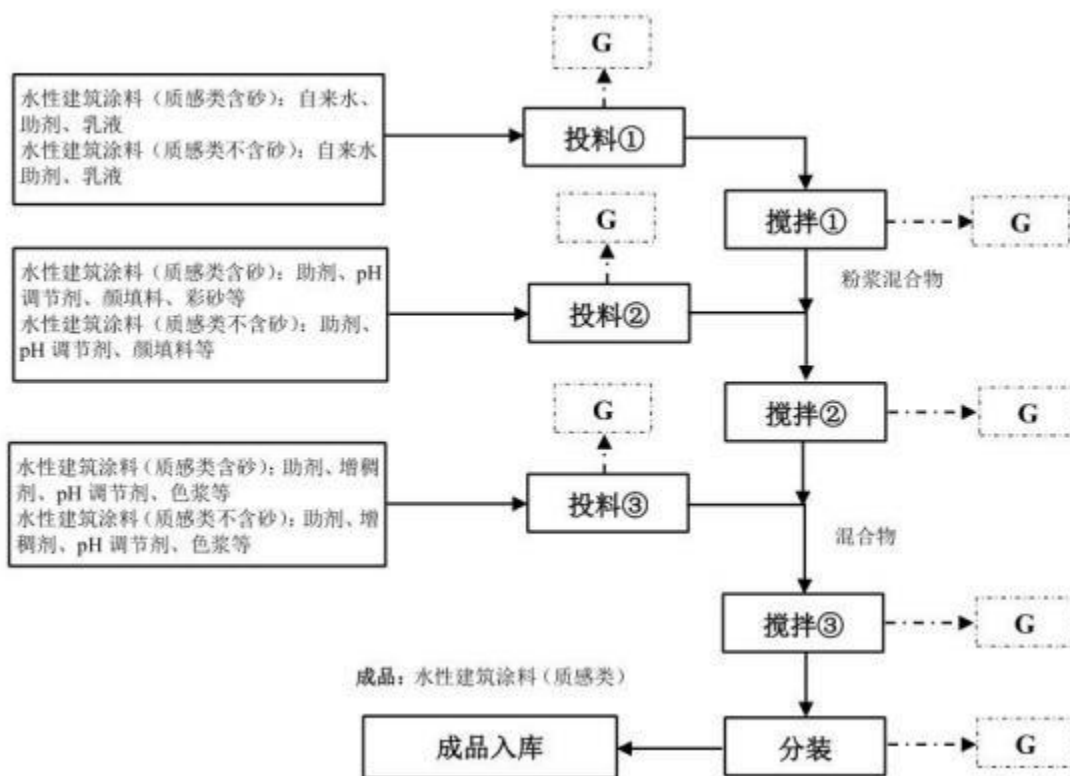 G
水性建筑涂料（质感类含砂）：自来水、
助剂、乳液
水性建筑涂料（质感类不含砂）：自来水
助剂、乳液
投料①
搅拌①
G
G
水性建筑涂料（质感类含砂）：助剂、pH
调节剂、颜填料、彩砂等
水性建筑涂料（质感类不含砂）：助剂、
pH 调节剂、颜填料等
投料②
粉浆混合物
G
搅拌②
G
水性建筑涂料（质感类含砂）：助剂、增稠
剂、pH 调节剂、色浆等
水性建筑涂料（质感类不含砂）：助剂、增
稠剂、pH 调节剂、色浆等
投料③
混合物
搅拌③
G
成品：水性建筑涂料（质感类）
成品入库
分装
G